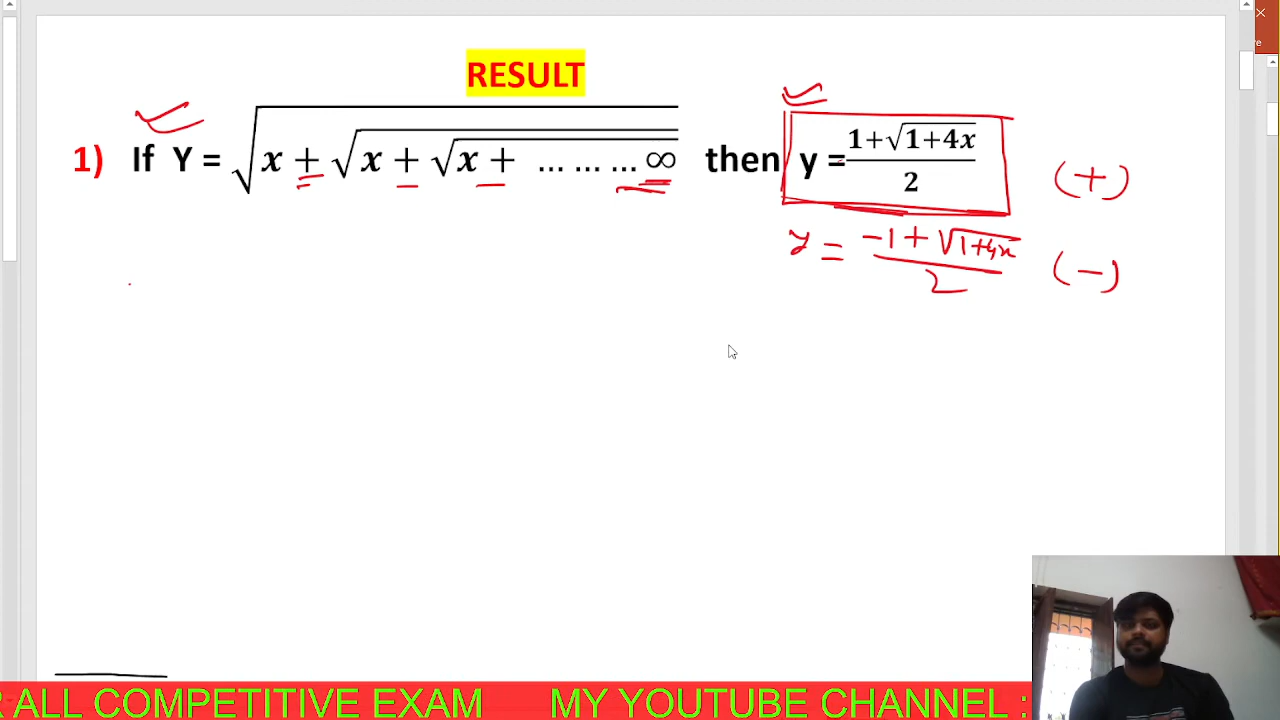 RESULT
1) If Y = √x + √x + √x + ... ... ... ∞ then y = 1+√1+4x / 2 (+)
y = -1 + √1+4x / 2 (-)
R ALL COMPETITIVE EXAM MY YOUTUBE CHANNEL :